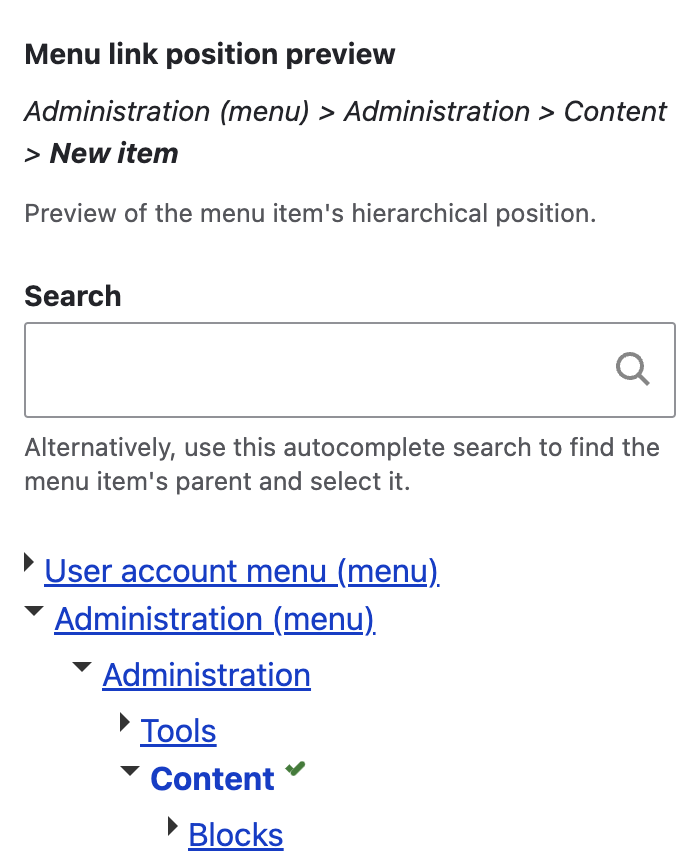 Menu link position preview
Administration (menu) > Administration > Content
> New item
Preview of the menu item's hierarchical position.
Search
Alternatively, use this autocomplete search to find the
menu item's parent and select it.
User account menu (menu)
Administration (menu)
Administration
Tools
Content
Blocks